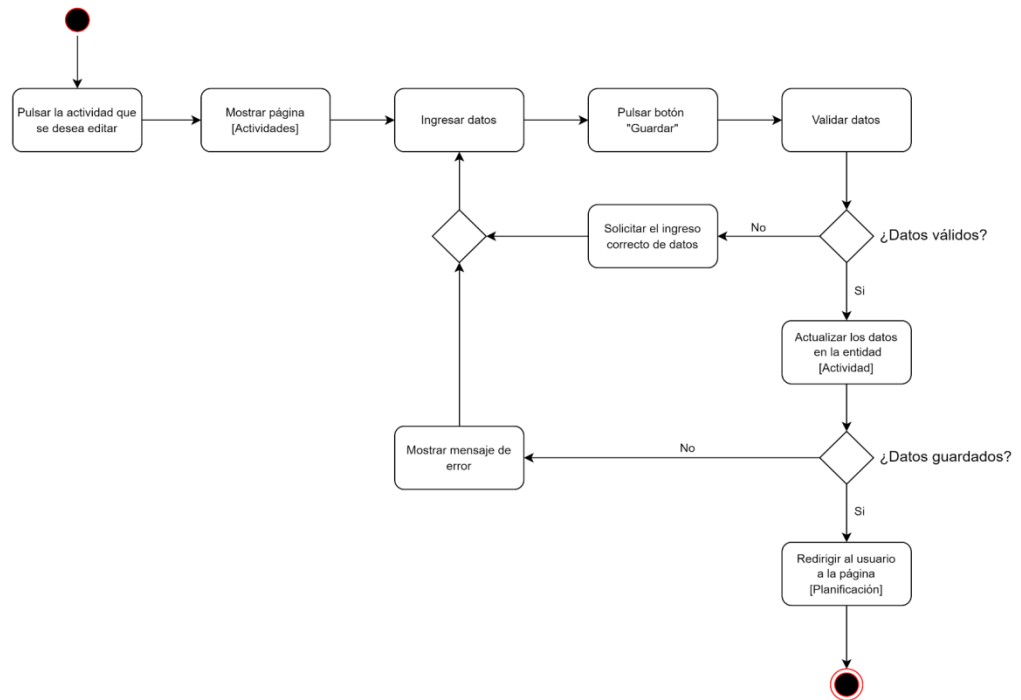 Pulsar la actividad que
se desea editar
Mostrar página
[Actividades]
Ingresar datos
Pulsar botón
"Guardar"
Validar datos
Solicitar el ingreso
correcto de datos
No
¿Datos válidos?
Si
Actualizar los datos
en la entidad
[Actividad]
Mostrar mensaje de
error
No
¿Datos guardados?
Si
Redirigir al usuario
a la página
[Planificación]